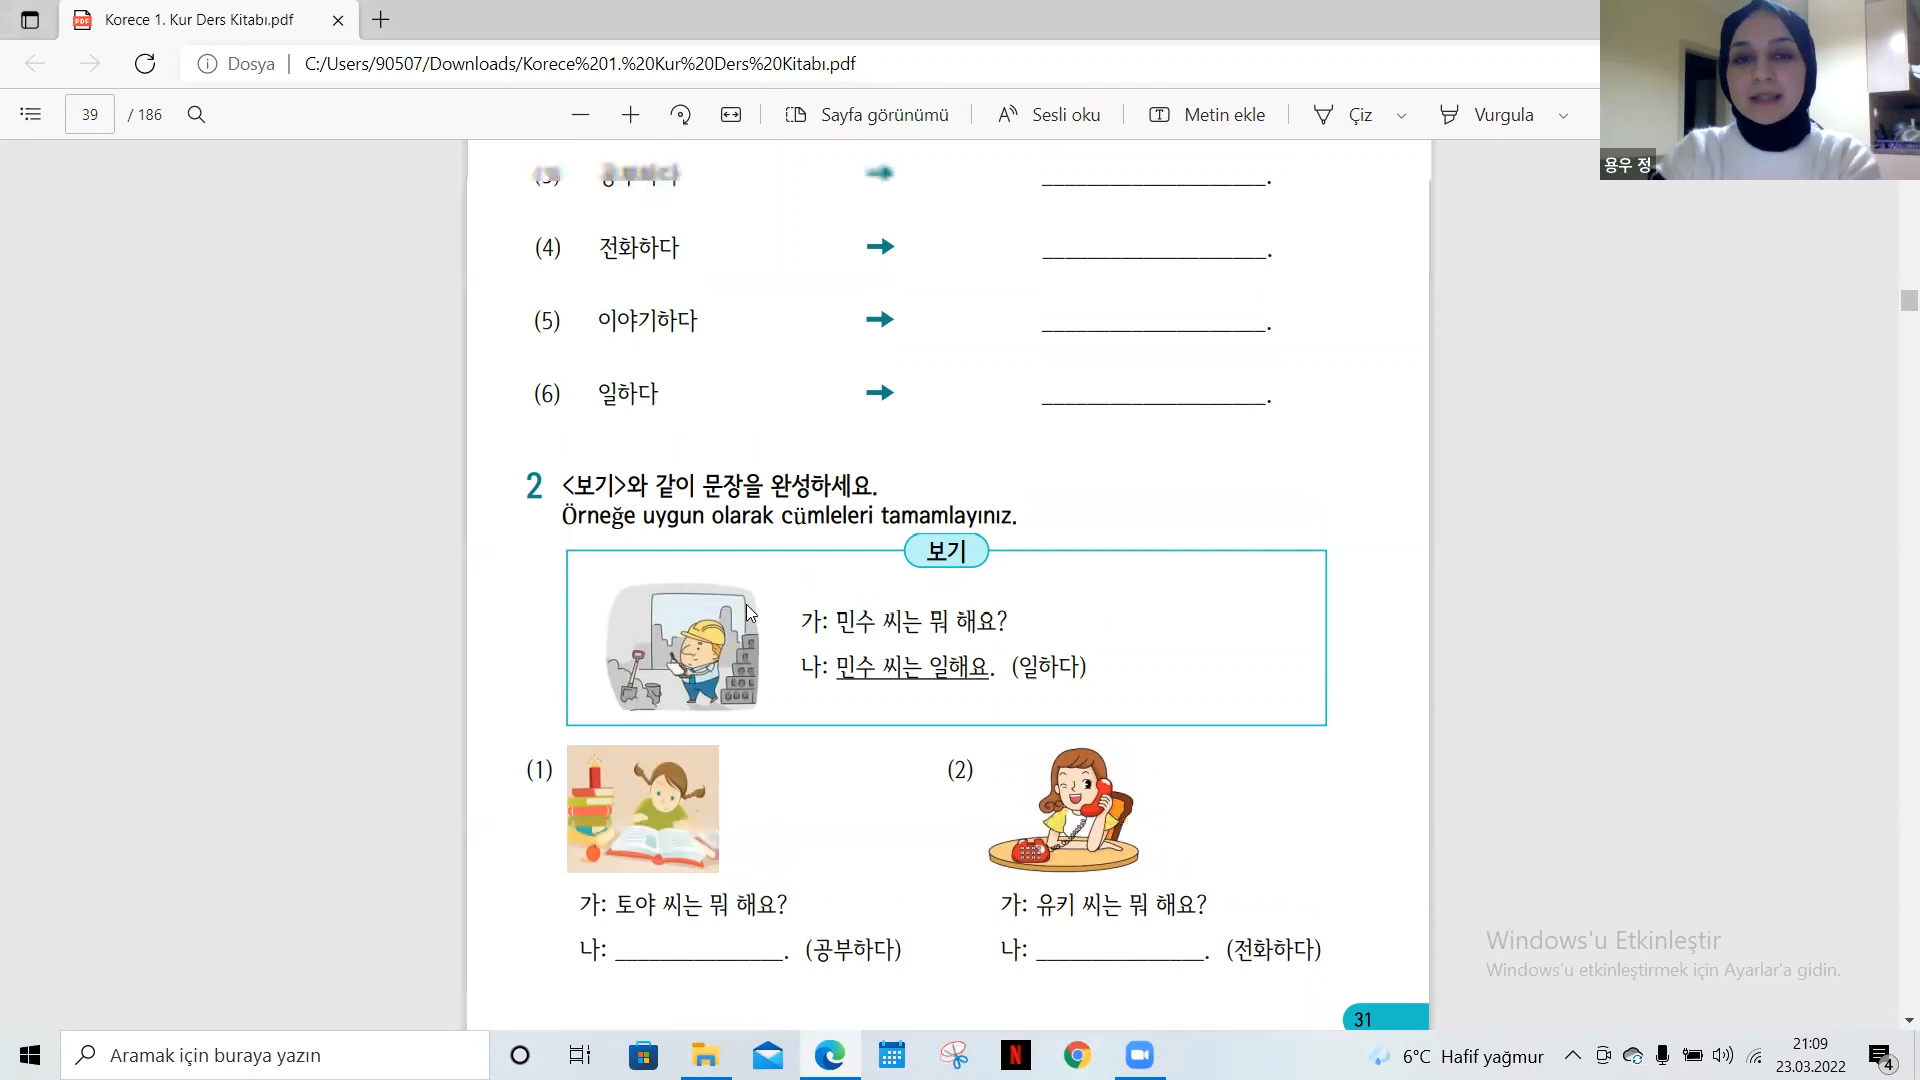 Korece 1. Kur Ders Kitabı.pdf
Dosya | C:/Users/90507/Downloads/Korece%201.%20Kur%20Ders%20Kitabı.pdf
39 / 186
Sayfa görünümü
Sesli oku
Metin ekle
Çiz
Vurgula
용우 정
(4) 전화하다 ➔ ____________________.
(5) 이야기하다 ➔ ____________________.
(6) 일하다 ➔ ____________________.
2 <보기>와 같이 문장을 완성하세요.
Örneğe uygun olarak cümleleri tamamlayınız.
보기
가: 민수 씨는 뭐 해요?
나: 민수 씨는 일해요. (일하다)
(1)
가: 토야 씨는 뭐 해요?
나: _______________. (공부하다)
(2)
가: 유키 씨는 뭐 해요?
나: _______________. (전화하다)
31
Windows'u Etkinleştir
Windows'u etkinleştirmek için Ayarlar'a gidin.
Aramak için buraya yazın
6°C Hafif yağmur
21:09
23.03.2022
4